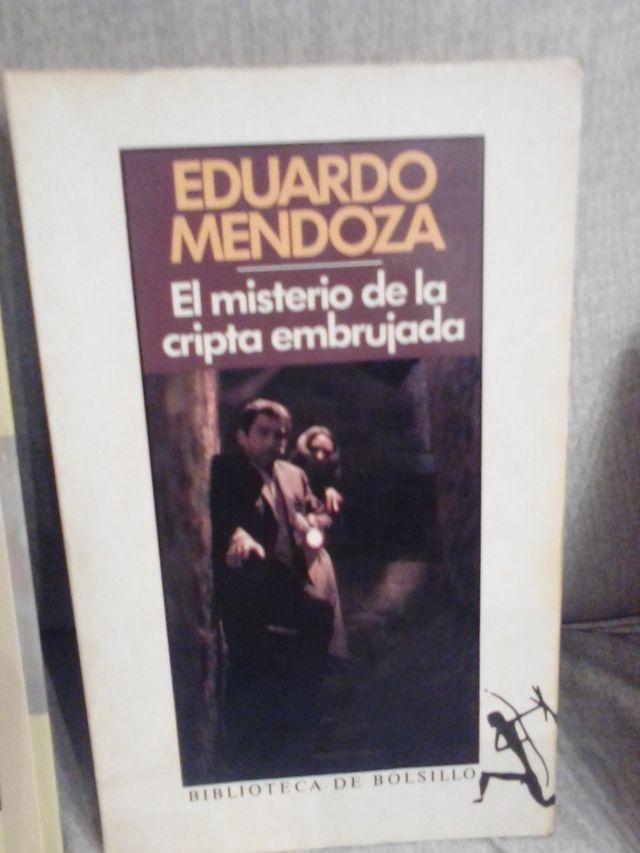 EDUARDO
MENDOZA
El misterio de la
cripta embrujada
BIBLIOTECA DE BOLSILLO